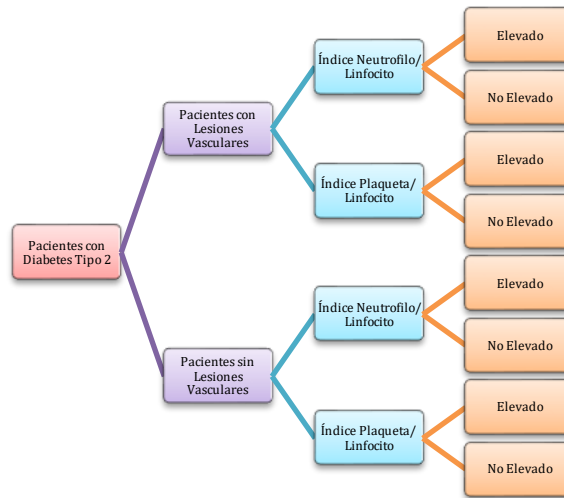 Elevado
Índice Neutrofilo/
Linfocito
No Elevado
Pacientes con
Lesiones
Vasculares
Elevado
Índice Plaqueta/
Linfocito
No Elevado
Pacientes con
Diabetes Tipo 2
Elevado
Índice Neutrofilo/
Linfocito
No Elevado
Pacientes sin
Lesiones
Vasculares
Elevado
Índice Plaqueta/
Linfocito
No Elevado